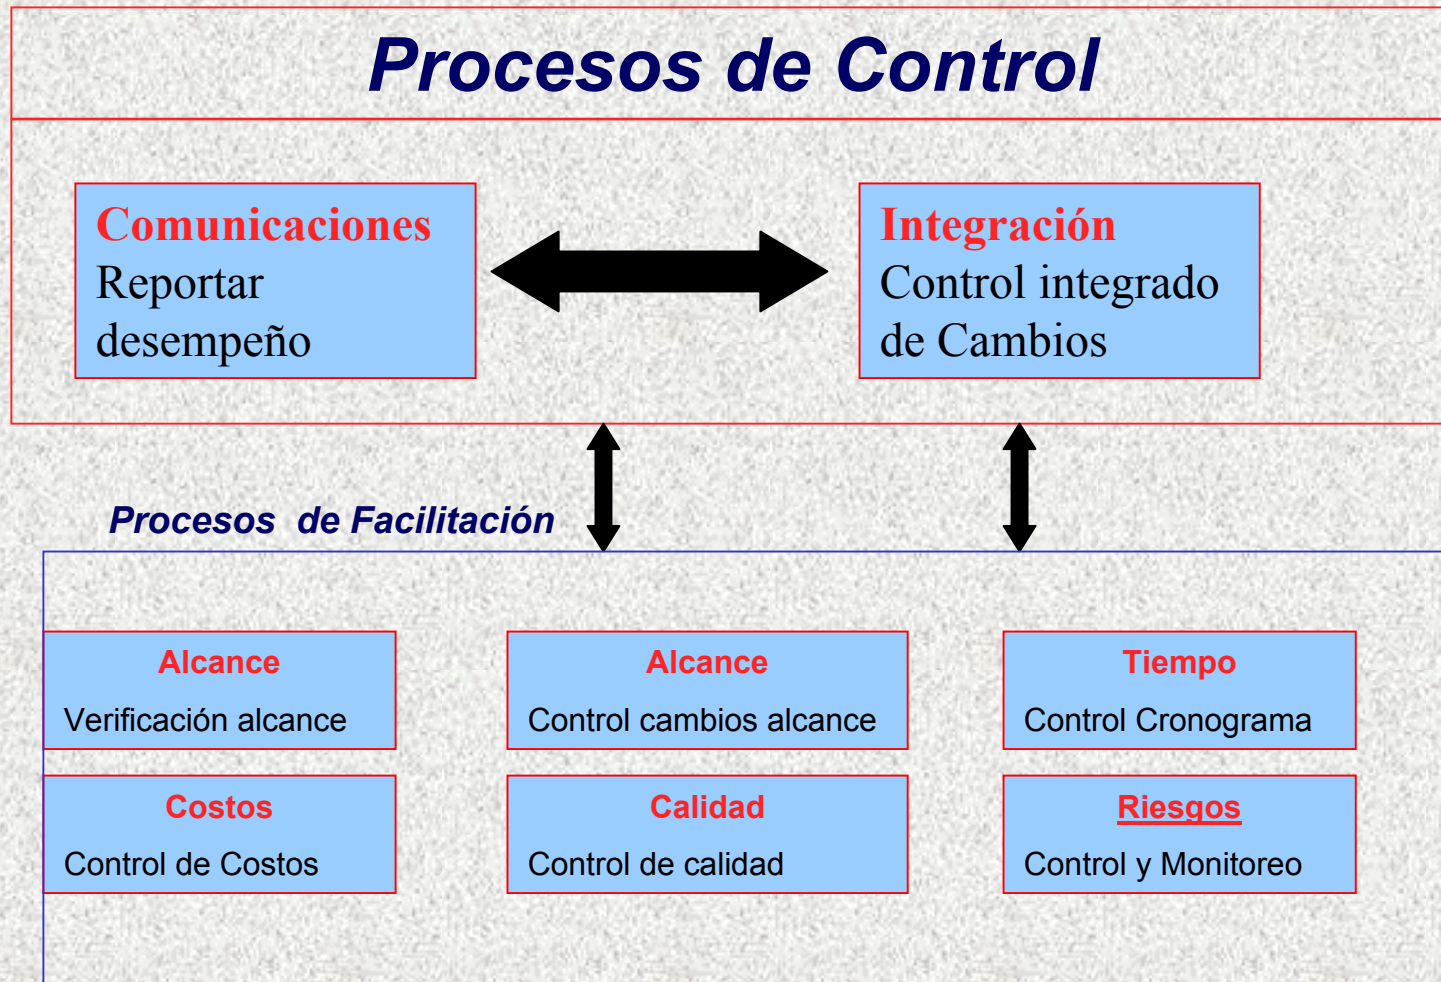 Procesos de Control
Comunicaciones
Reportar
desempeño
Integración
Control integrado
de Cambios
Procesos de Facilitación
Alcance
Verificación alcance
Alcance
Control cambios alcance
Tiempo
Control Cronograma
Costos
Control de Costos
Calidad
Control de calidad
Riesgos
Control y Monitoreo